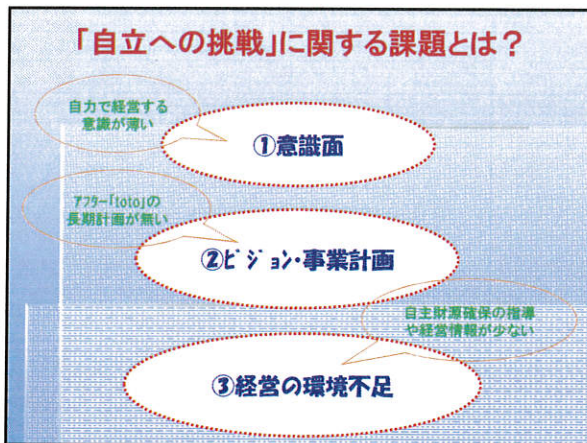 「自立への挑戦」に関する課題とは？
自力で経営する
意識が薄い
①意識面
ｱﾌﾀｰ「toto」の
長期計画が無い
②ﾋﾞｼﾞｮﾝ・事業計画
自主財源確保の指導
や経営情報が少ない
③経営の環境不足